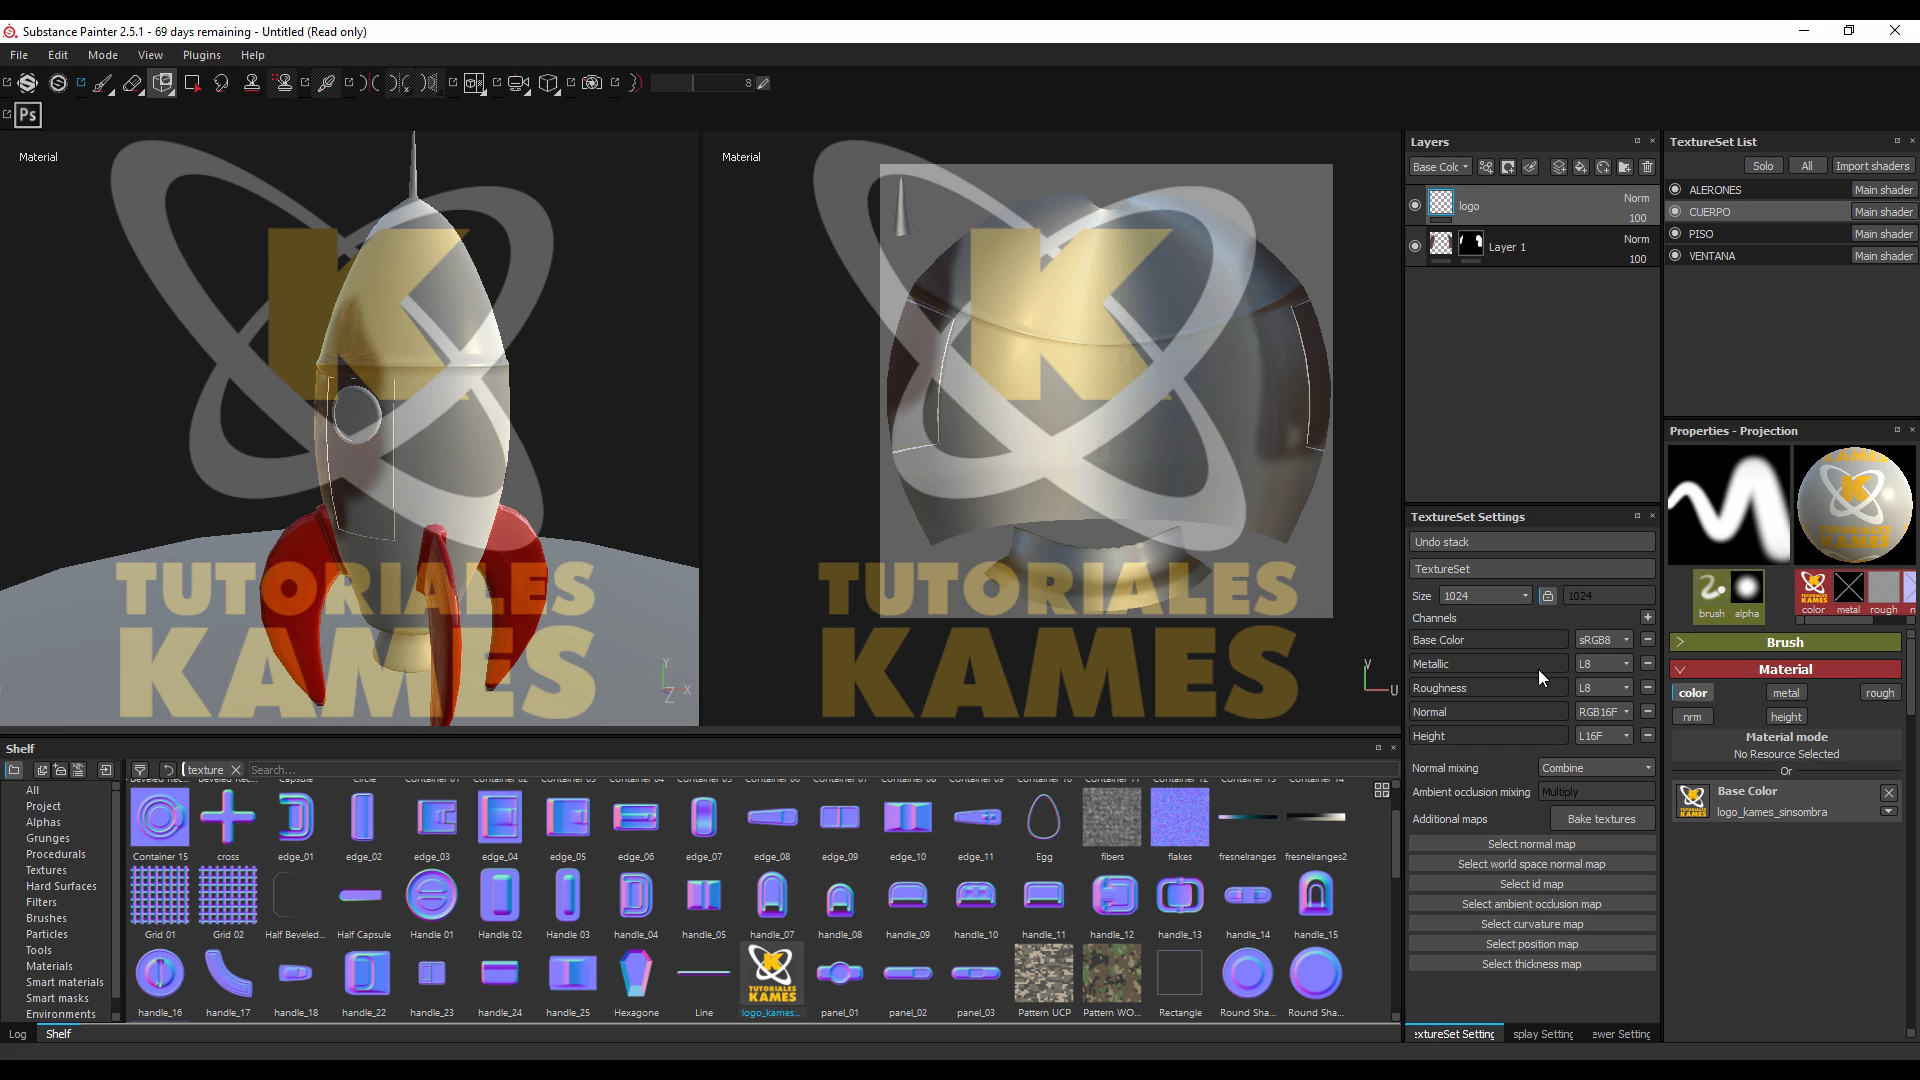 Substance Painter 2.5.1 - 69 days remaining - Untitled (Read only)
File Edit Mode View Plugins Help
8
Ps
Material
Material
K
TUTORIALES
KAMES
K
TUTORIALES
KAMES
Y
X
Z
V
U
Layers
Base Colc
logo
Norm
100
Layer 1
Norm
100
TextureSet List
Solo All Import shaders
ALERONES Main shader
CUERPO Main shader
PISO Main shader
VENTANA Main shader
TextureSet Settings
Undo stack
TextureSet
Size 1024 1024
Channels
Base Color sRGB8
Metallic L8
Roughness L8
Normal RGB16F
Height L16F
Normal mixing Combine
Ambient occlusion mixing Multiply
Additional maps Bake textures
Select normal map
Select world space normal map
Select id map
Select ambient occlusion map
Select curvature map
Select position map
Select thickness map
extureSet Setting splay Setting ewer Setting
Properties - Projection
brush alpha
color metal rough n
Brush
Material
color metal rough
nrm height
Material mode
No Resource Selected
Or
Base Color
logo_kames_sinsombra
Shelf
texture Search...
All
Project
Alphas
Grunges
Procedurals
Textures
Hard Surfaces
Filters
Brushes
Particles
Tools
Materials
Smart materials
Smart masks
Environments
Container 15 cross edge_01 edge_02 edge_03 edge_04 edge_05 edge_06 edge_07 edge_08 edge_09 edge_10 edge_11 Egg fibers flakes fresnelranges fresnelranges2
Grid 01 Grid 02 Half Beveled... Half Capsule Handle 01 Handle 02 Handle 03 handle_04 handle_05 handle_07 handle_08 handle_09 handle_10 handle_11 handle_12 handle_13 handle_14 handle_15
handle_16 handle_17 handle_18 handle_22 handle_23 handle_24 handle_25 Hexagone Line logo_kames... panel_01 panel_02 panel_03 Pattern UCP Pattern WO... Rectangle Round Sha... Round Sha...
Log Shelf